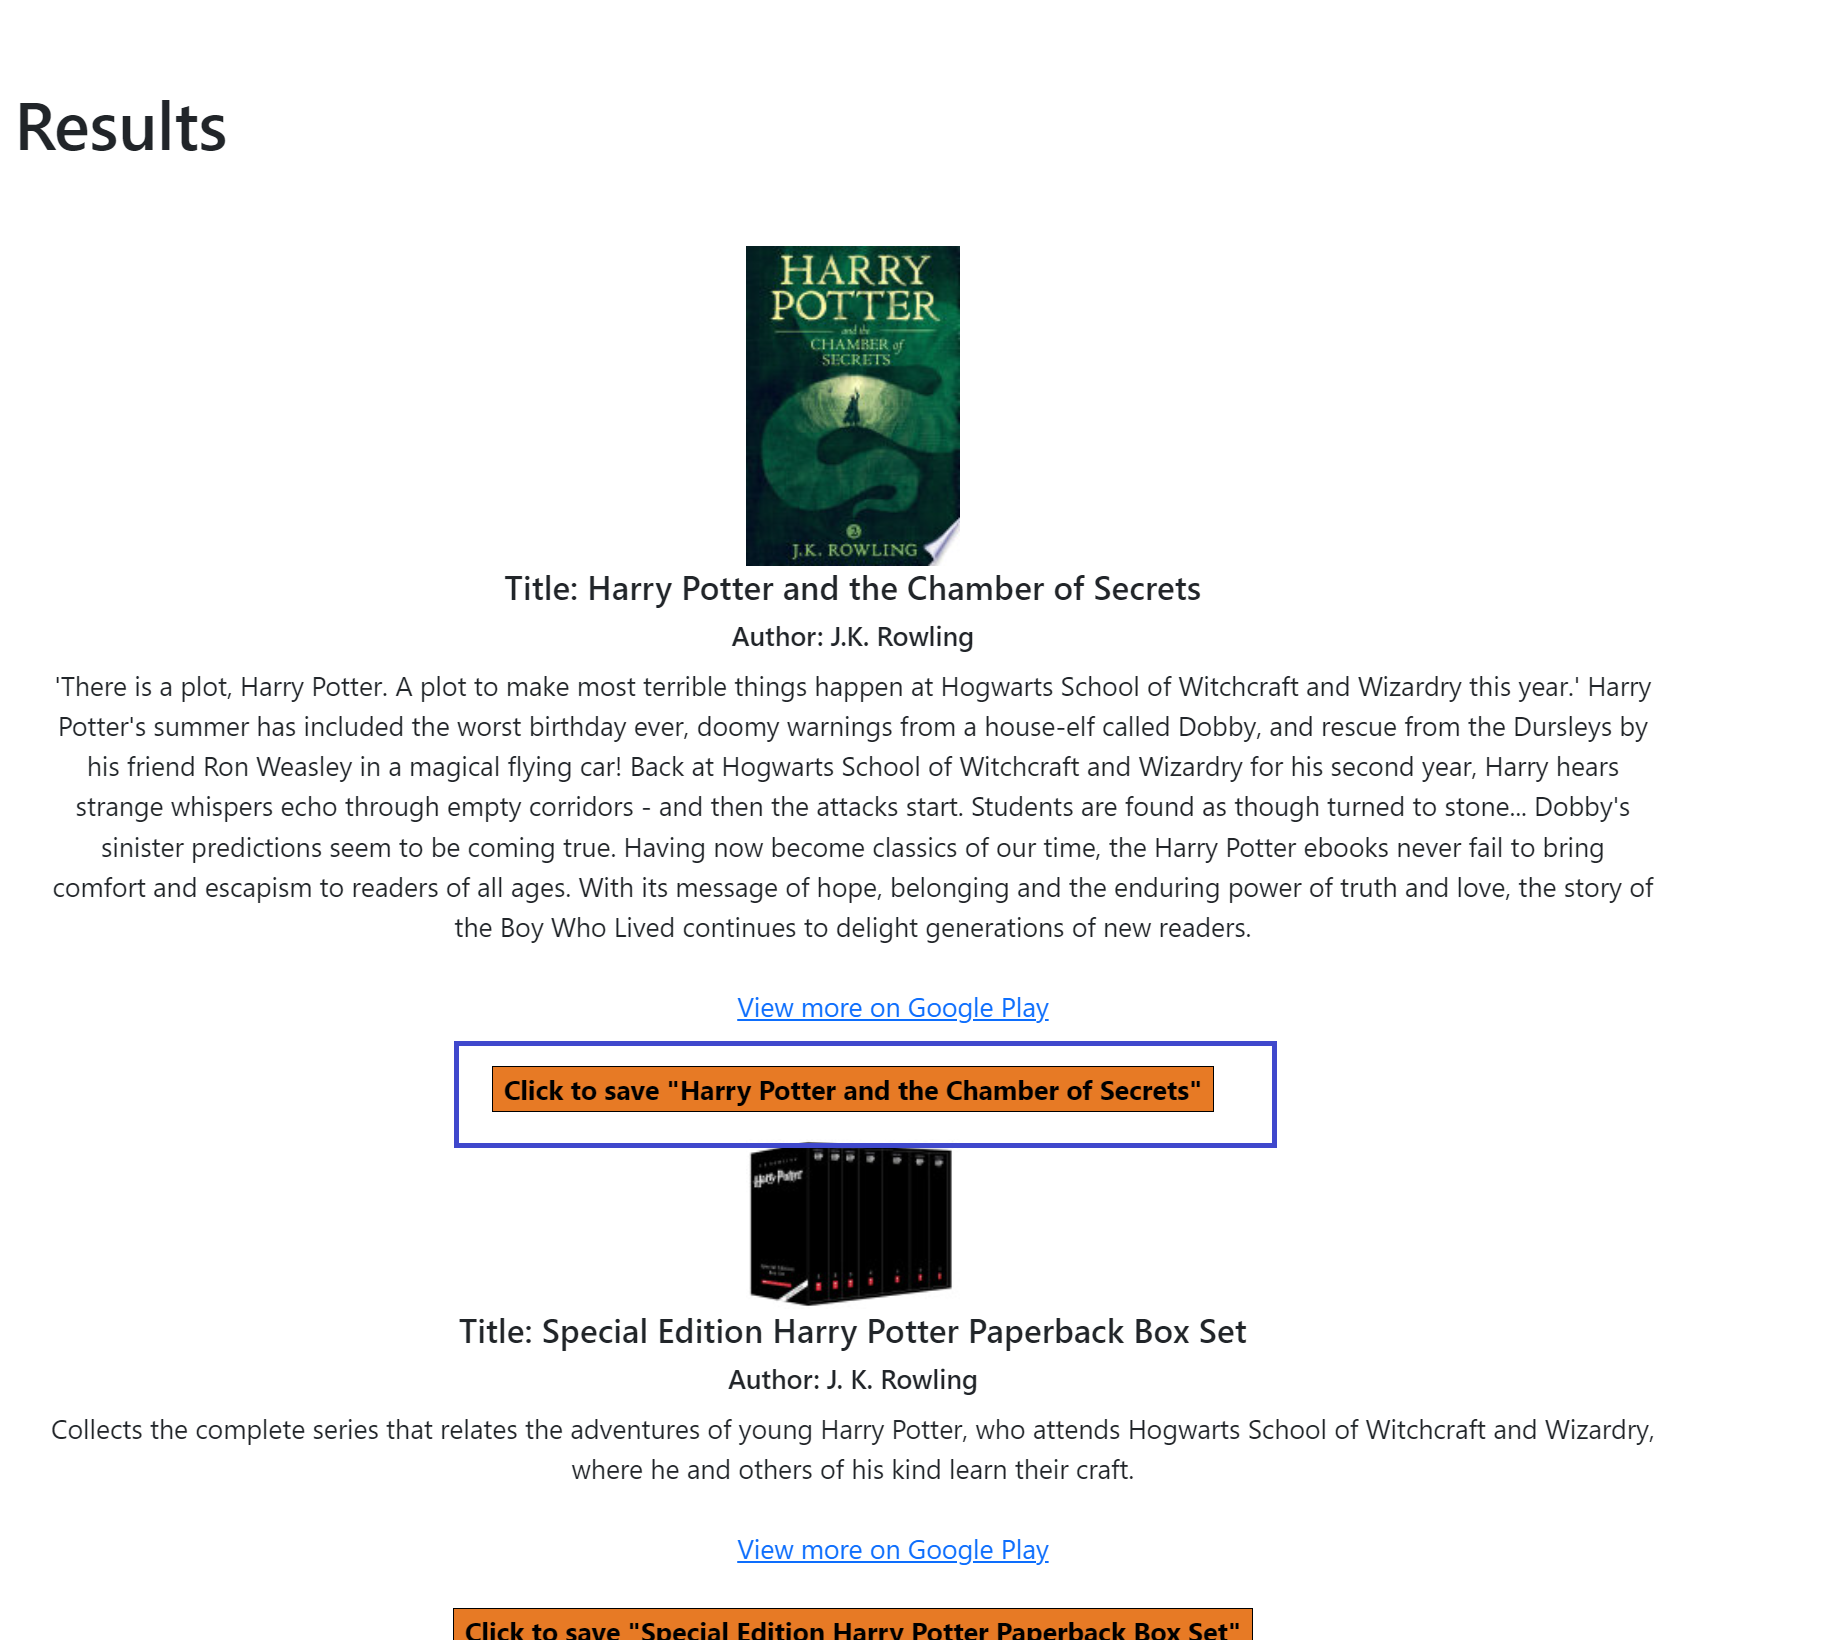 Results
HARRY
POTTER
and the
CHAMBER of
SECRETS
2
J.K. ROWLING
Title: Harry Potter and the Chamber of Secrets
Author: J.K. Rowling
'There is a plot, Harry Potter. A plot to make most terrible things happen at Hogwarts School of Witchcraft and Wizardry this year.' Harry
Potter's summer has included the worst birthday ever, doomy warnings from a house-elf called Dobby, and rescue from the Dursleys by
his friend Ron Weasley in a magical flying car! Back at Hogwarts School of Witchcraft and Wizardry for his second year, Harry hears
strange whispers echo through empty corridors - and then the attacks start. Students are found as though turned to stone... Dobby's
sinister predictions seem to be coming true. Having now become classics of our time, the Harry Potter ebooks never fail to bring
comfort and escapism to readers of all ages. With its message of hope, belonging and the enduring power of truth and love, the story of
the Boy Who Lived continues to delight generations of new readers.
View more on Google Play
Click to save "Harry Potter and the Chamber of Secrets"
Harry Potter
Title: Special Edition Harry Potter Paperback Box Set
Author: J. K. Rowling
Collects the complete series that relates the adventures of young Harry Potter, who attends Hogwarts School of Witchcraft and Wizardry,
where he and others of his kind learn their craft.
View more on Google Play
Click to save "Special Edition Harry Potter Paperback Box Set"